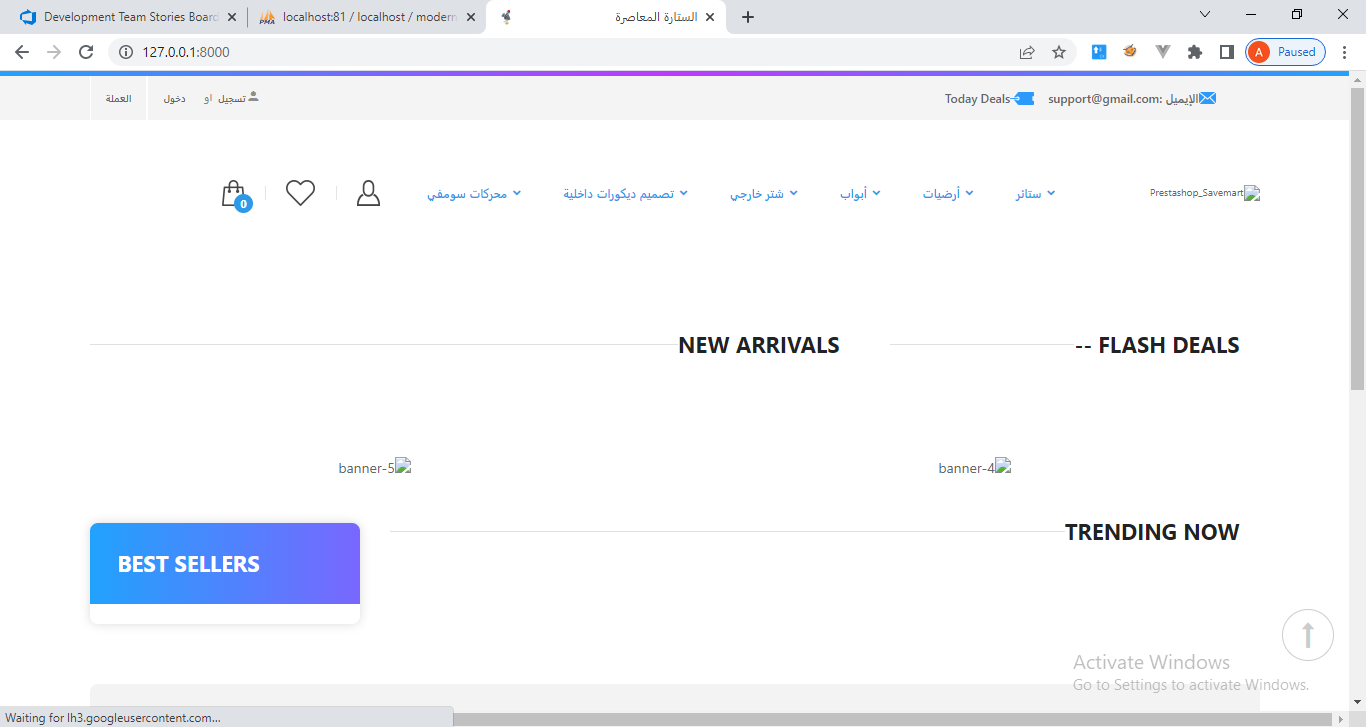 Development Team Stories Board
localhost:81 / localhost / modern
الستارة المعاصرة
127.0.0.1:8000
A Paused
Today Deals
الإيميل: support@gmail.com
تسجيل او دخول
العملة
Prestashop_Savemart
ستائر
أرضيات
أبواب
شتر خارجي
تصميم ديكورات داخلية
محركات سومفي
0
-- FLASH DEALS
NEW ARRIVALS
banner-4
banner-5
TRENDING NOW
BEST SELLERS
Activate Windows
Go to Settings to activate Windows.
Waiting for lh3.googleusercontent.com...